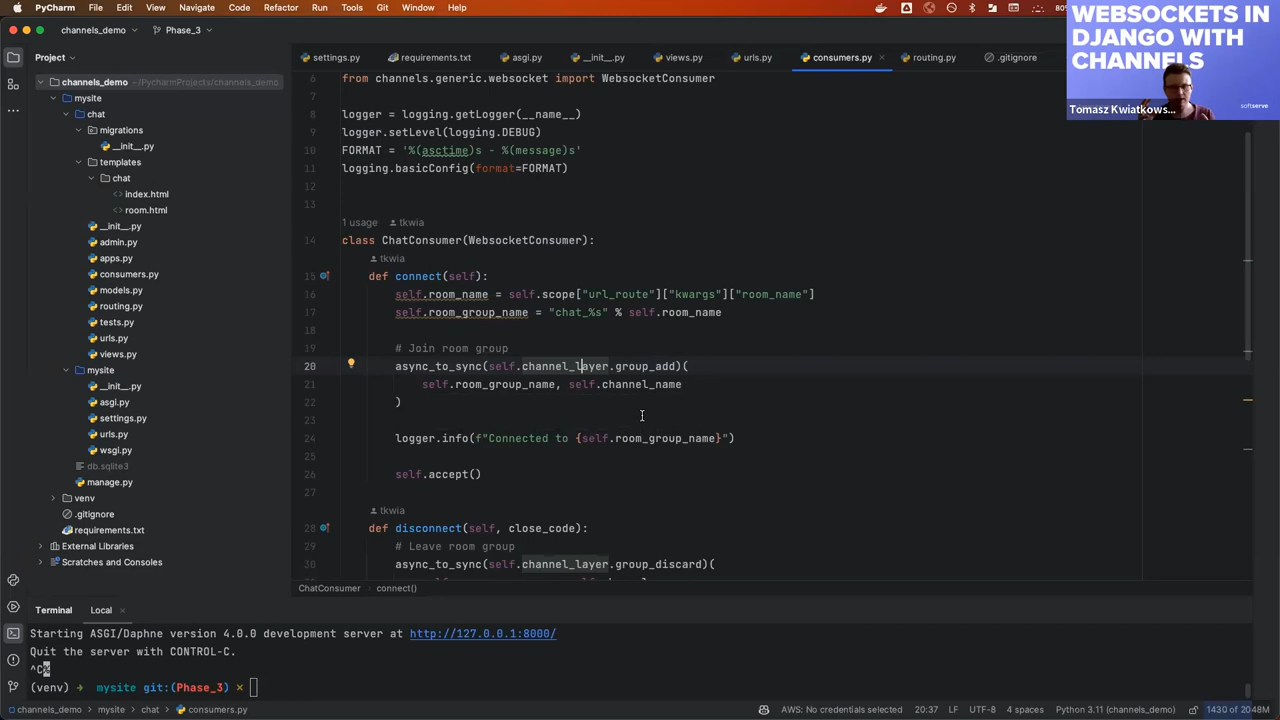 PyCharm File Edit View Navigate Code Refactor Run Tools Git Window Help 80%
channels_demo Phase_3
Project
settings.py requirements.txt asgi.py __init__.py views.py urls.py consumers.py routing.py .gitignore
WEBSOCKETS IN
DJANGO WITH
CHANNELS
Tomasz Kwiatkows...
softserve.
channels_demo ~/PycharmProjects/channels_demo
mysite
chat
migrations
__init__.py
templates
chat
index.html
room.html
__init__.py
admin.py
apps.py
consumers.py
models.py
routing.py
tests.py
urls.py
views.py
mysite
__init__.py
asgi.py
settings.py
urls.py
wsgi.py
db.sqlite3
manage.py
venv
.gitignore
requirements.txt
External Libraries
Scratches and Consoles
6 from channels.generic.websocket import WebsocketConsumer
7
8 logger = logging.getLogger(__name__)
9 logger.setLevel(logging.DEBUG)
10 FORMAT = '%(asctime)s - %(message)s'
11 logging.basicConfig(format=FORMAT)
12
13
1 usage tkwia
14 class ChatConsumer(WebsocketConsumer):
tkwia
15 def connect(self):
16 self.room_name = self.scope["url_route"]["kwargs"]["room_name"]
17 self.room_group_name = "chat_%s" % self.room_name
18
19 # Join room group
20 async_to_sync(self.channel_layer.group_add)(
21 self.room_group_name, self.channel_name
22 )
23
24 logger.info(f"Connected to {self.room_group_name}")
25
26 self.accept()
27
tkwia
28 def disconnect(self, close_code):
29 # Leave room group
30 async_to_sync(self.channel_layer.group_discard)(
ChatConsumer connect()
Terminal Local
Starting ASGI/Daphne version 4.0.0 development server at http://127.0.0.1:8000/
Quit the server with CONTROL-C.
^C%
(venv) ➜ mysite git:(Phase_3) ✗
channels_demo mysite chat consumers.py AWS: No credentials selected 20:37 LF UTF-8 4 spaces Python 3.11 (channels_demo) 1430 of 2048M